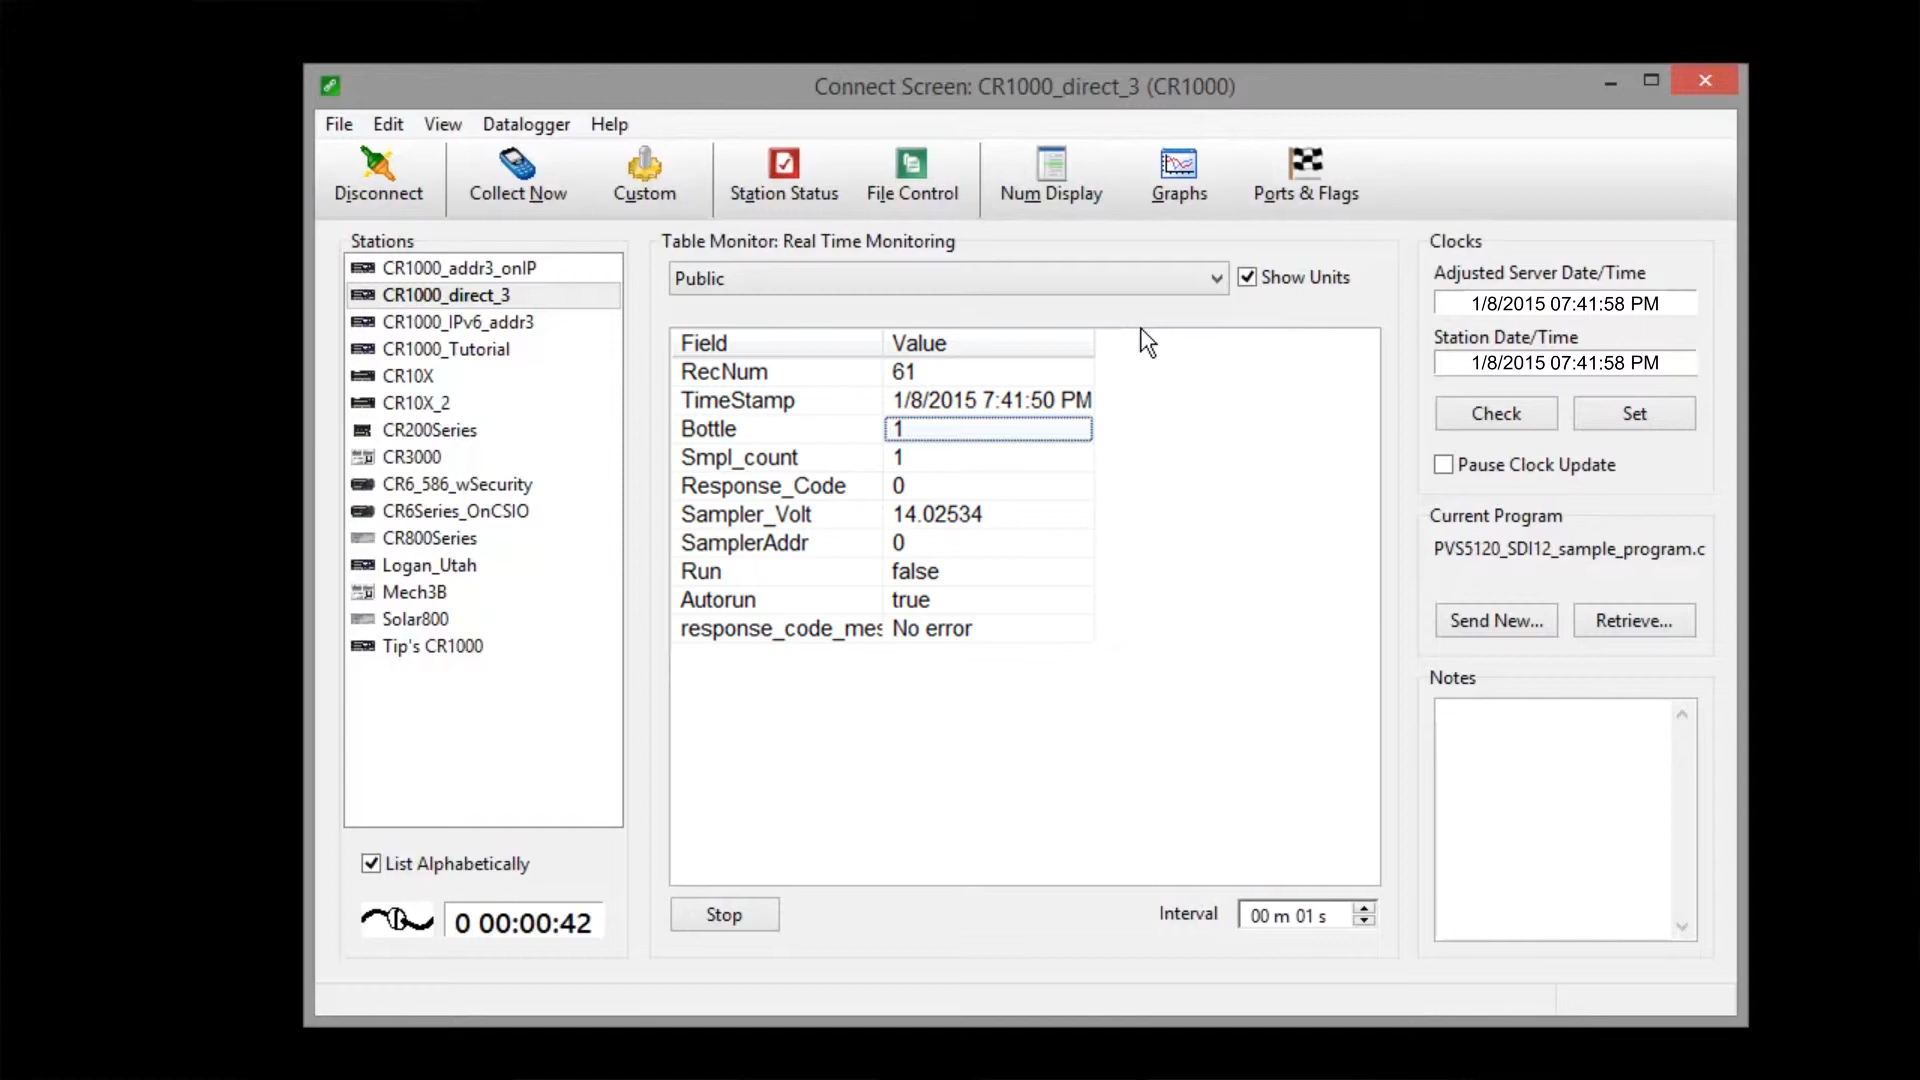 Connect Screen: CR1000_direct_3 (CR1000)
File Edit View Datalogger Help
Disconnect Collect Now Custom Station Status File Control Num Display Graphs Ports & Flags
Stations
CR1000_addr3_onIP
CR1000_direct_3
CR1000_IPv6_addr3
CR1000_Tutorial
CR10X
CR10X_2
CR200Series
CR3000
CR6_586_wSecurity
CR6Series_OnCSIO
CR800Series
Logan_Utah
Mech3B
Solar800
Tip's CR1000
List Alphabetically
0 00:00:42
Table Monitor: Real Time Monitoring
Public Show Units
Field Value
RecNum 61
TimeStamp 1/8/2015 7:41:50 PM
Bottle 1
Smpl_count 1
Response_Code 0
Sampler_Volt 14.02534
SamplerAddr 0
Run false
Autorun true
response_code_mes No error
Stop Interval 00 m 01 s
Clocks
Adjusted Server Date/Time
1/8/2015 07:41:58 PM
Station Date/Time
1/8/2015 07:41:58 PM
Check Set
Pause Clock Update
Current Program
PVS5120_SDI12_sample_program.c
Send New... Retrieve...
Notes